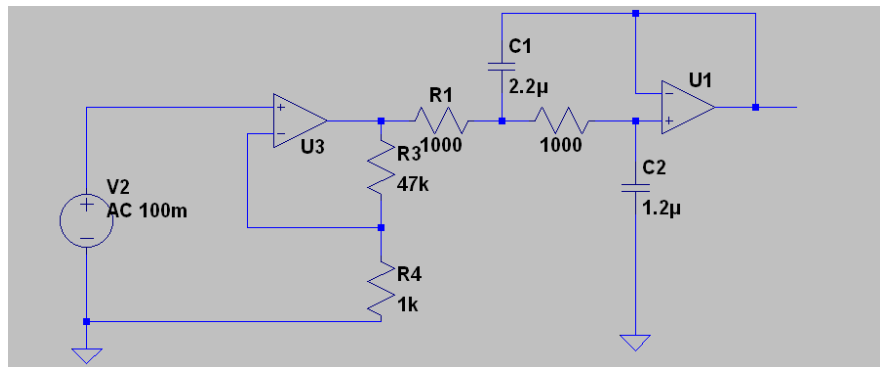 C1
2.2µ
U1
R1
1000
1000
+
−
U3
−
+
R3
47k
C2
1.2µ
V2
AC 100m
+
−
R4
1k